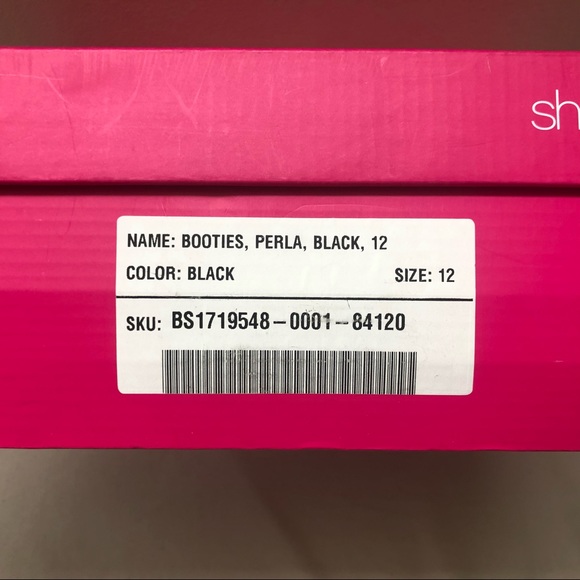 sh
NAME: BOOTIES, PERLA, BLACK, 12
COLOR: BLACK SIZE: 12
SKU: BS1719548-0001-84120